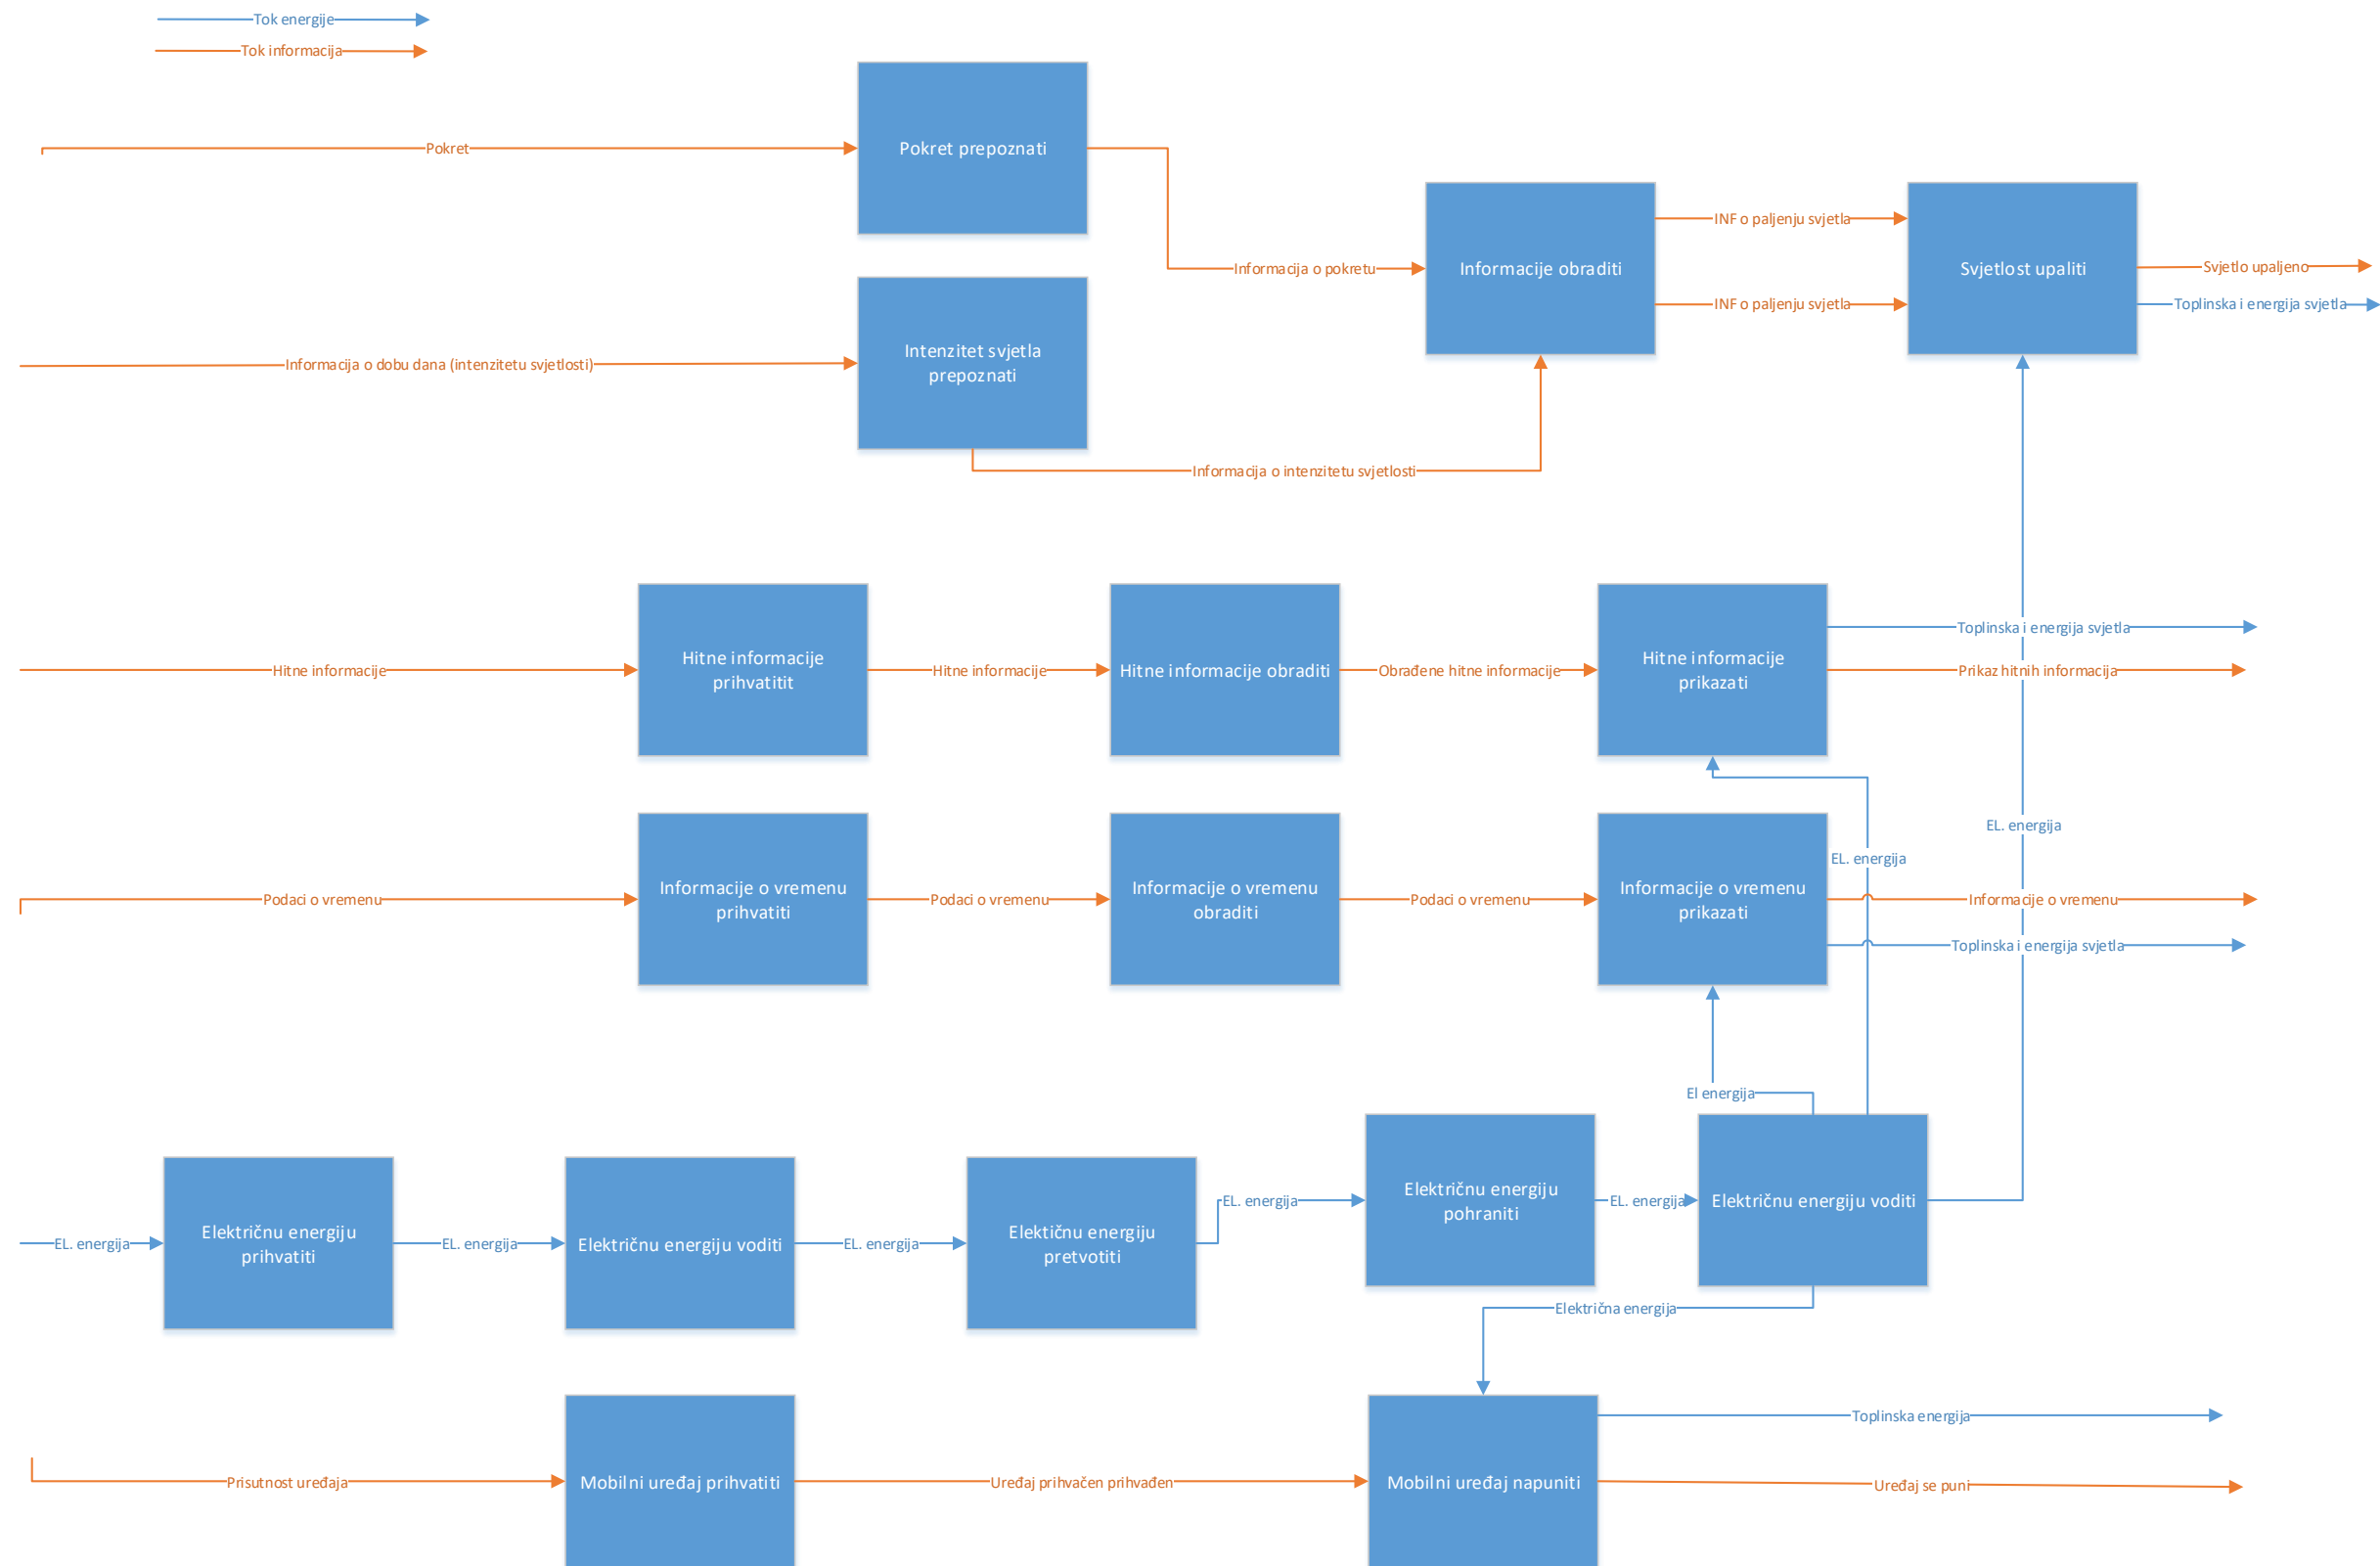 Tok energije
Tok informacija
Pokret
Pokret prepoznati
INF o paljenju svjetla
Informacija o pokretu
Informacije obraditi
Svjetlost upaliti
Svjetlo upaljeno
INF o paljenju svjetla
Toplinska i energija svjetla
Informacija o dobu dana (intenzitetu svjetlosti)
Intenzitet svjetla
prepoznati
Informacija o intenzitetu svjetlosti
Toplinska i energija svjetla
Hitne informacije
Hitne informacije
prihvatitit
Hitne informacije
Hitne informacije obraditi
Obrađene hitne informacije
Hitne informacije
prikazati
Prikaz hitnih informacija
EL. energija
EL. energija
Podaci o vremenu
Informacije o vremenu
prihvatiti
Podaci o vremenu
Informacije o vremenu
obraditi
Podaci o vremenu
Informacije o vremenu
prikazati
Informacije o vremenu
Toplinska i energija svjetla
El energija
EL. energija
Električnu energiju
prihvatiti
EL. energija
Električnu energiju voditi
EL. energija
Elektičnu energiju
pretvotiti
EL. energija
Električnu energiju
pohraniti
EL. energija
Električnu energiju voditi
Električna energija
Toplinska energija
Prisutnost uređaja
Mobilni uređaj prihvatiti
Uređaj prihvačen prihvađen
Mobilni uređaj napuniti
Uređaj se puni